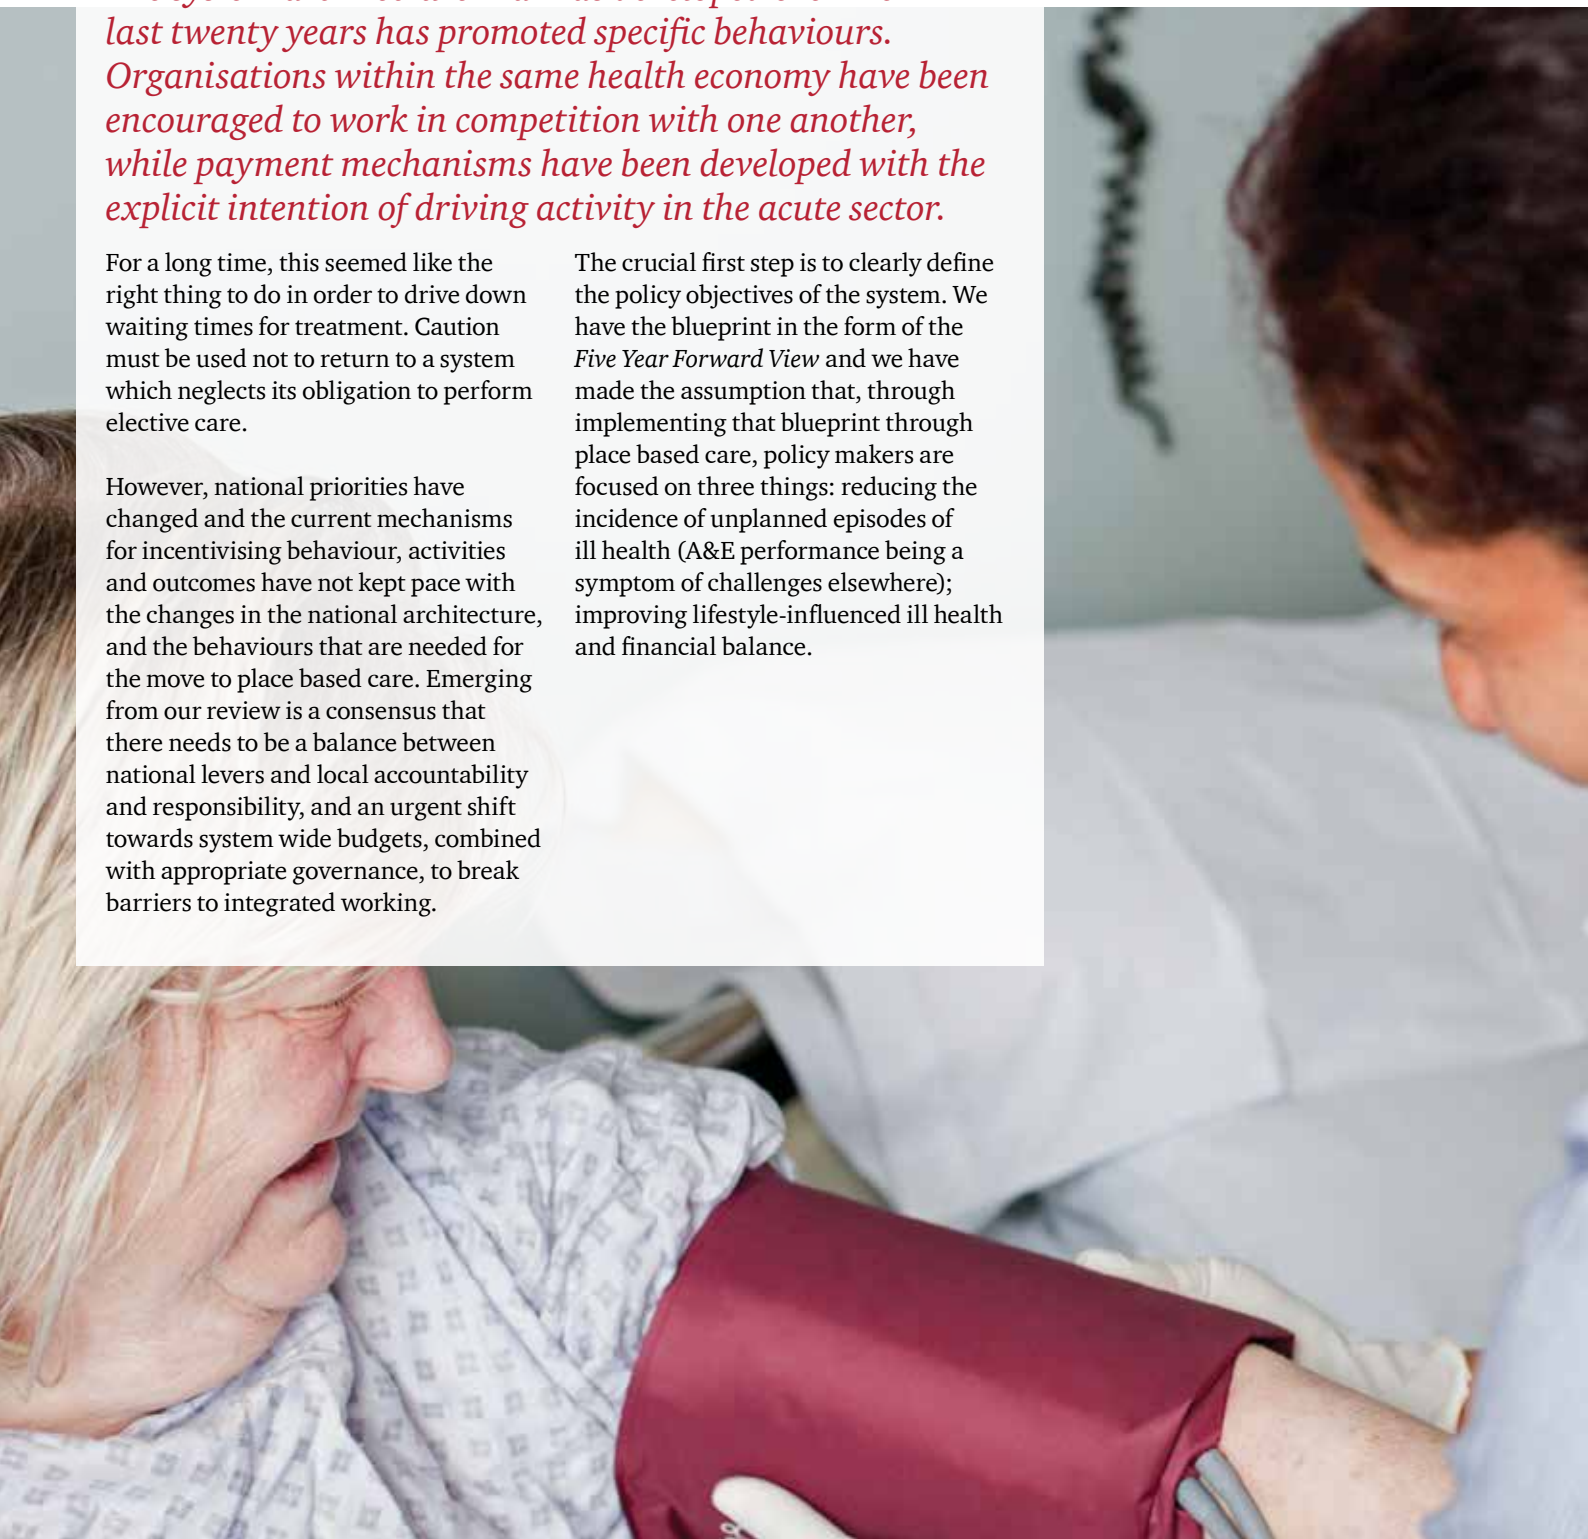 last twenty years has promoted specific behaviours.
Organisations within the same health economy have been
encouraged to work in competition with one another,
while payment mechanisms have been developed with the
explicit intention of driving activity in the acute sector.
For a long time, this seemed like the
right thing to do in order to drive down
waiting times for treatment. Caution
must be used not to return to a system
which neglects its obligation to perform
elective care.
However, national priorities have
changed and the current mechanisms
for incentivising behaviour, activities
and outcomes have not kept pace with
the changes in the national architecture,
and the behaviours that are needed for
the move to place based care. Emerging
from our review is a consensus that
there needs to be a balance between
national levers and local accountability
and responsibility, and an urgent shift
towards system wide budgets, combined
with appropriate governance, to break
barriers to integrated working.
The crucial first step is to clearly define
the policy objectives of the system. We
have the blueprint in the form of the
Five Year Forward View and we have
made the assumption that, through
implementing that blueprint through
place based care, policy makers are
focused on three things: reducing the
incidence of unplanned episodes of
ill health (A&E performance being a
symptom of challenges elsewhere);
improving lifestyle-influenced ill health
and financial balance.